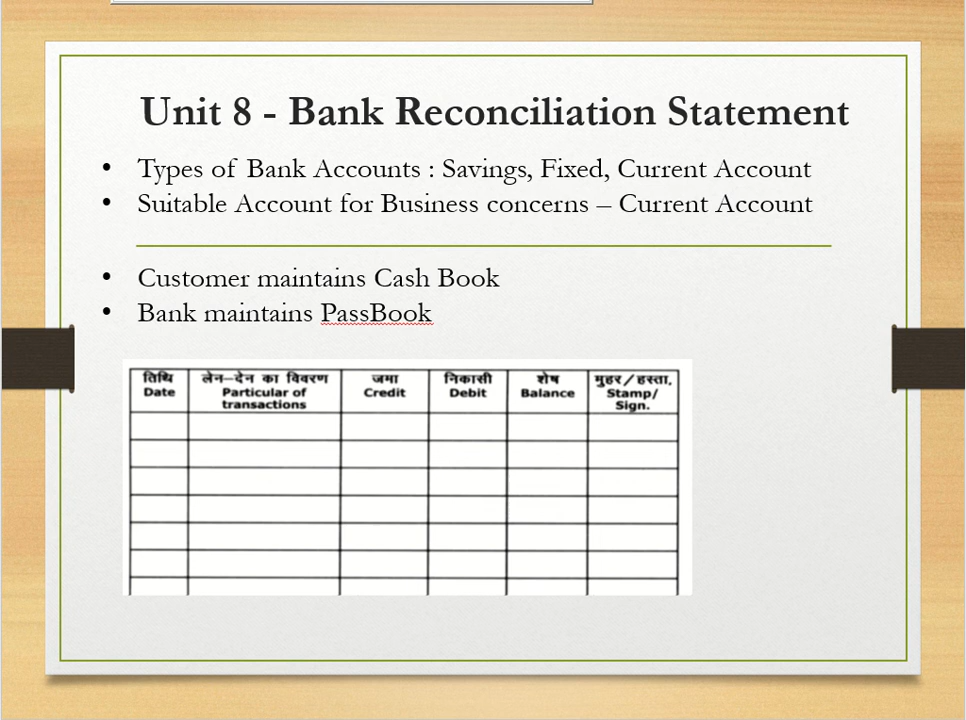 Unit 8 - Bank Reconciliation Statement
• Types of Bank Accounts : Savings, Fixed, Current Account
• Suitable Account for Business concerns – Current Account
• Customer maintains Cash Book
• Bank maintains PassBook
तिथि लेन–देन का विवरण जमा निकासी शेष मुहर/हस्ता.
Date Particular of transactions Credit Debit Balance Stamp/ Sign.